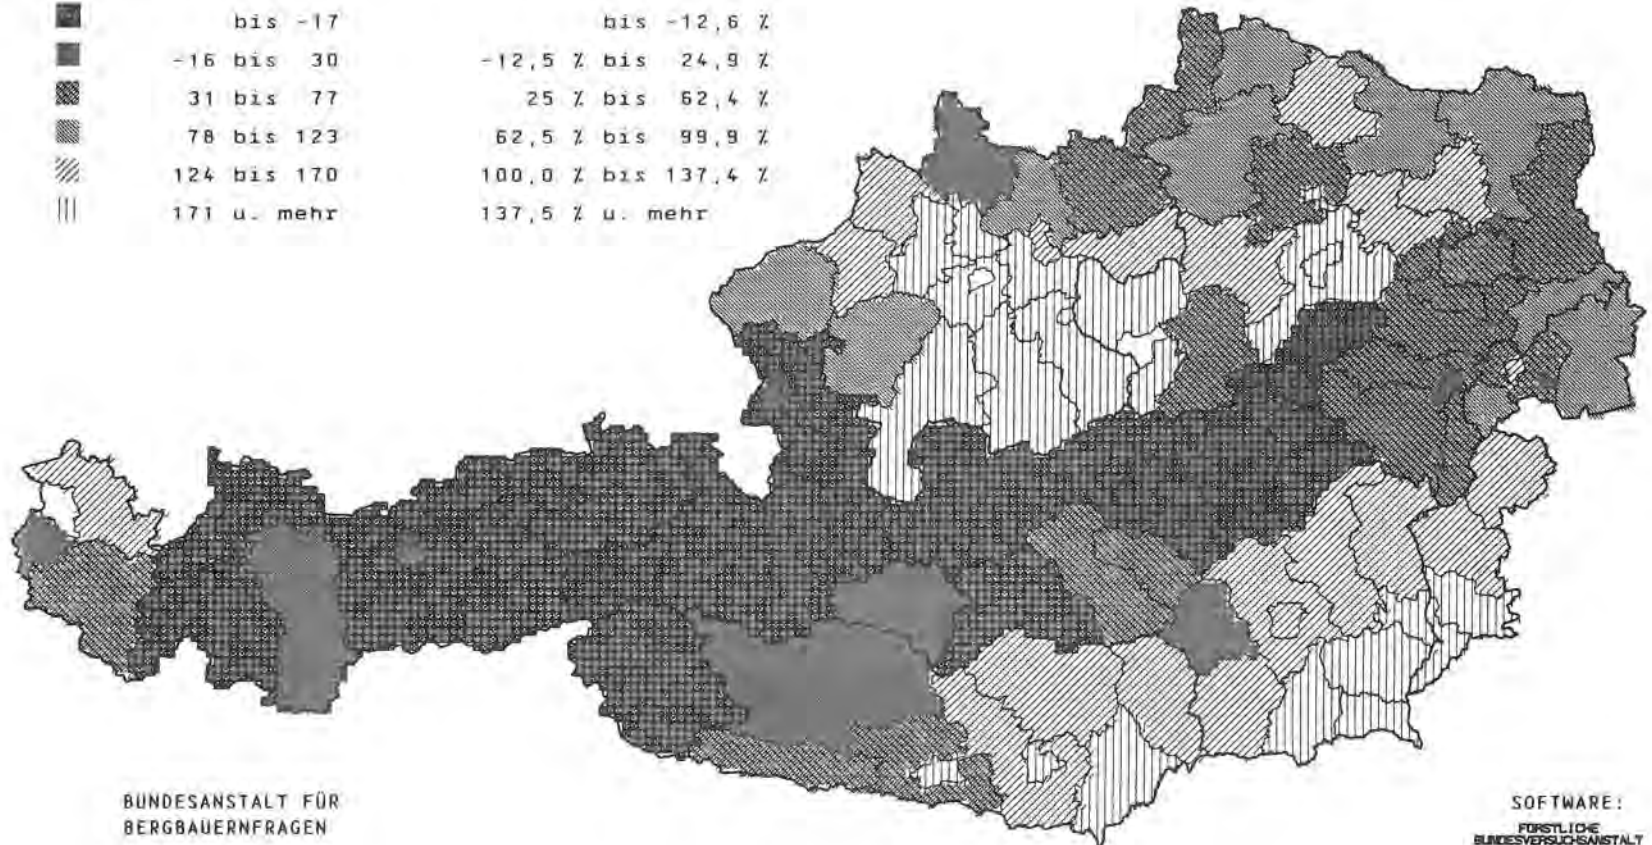 bis -17 bis -12,6 %
-16 bis 30 -12,5 % bis 24,9 %
31 bis 77 25 % bis 62,4 %
78 bis 123 62,5 % bis 99,9 %
124 bis 170 100,0 % bis 137,4 %
171 u. mehr 137,5 % u. mehr
BUNDESANSTALT FÜR
BERGBAUERNFRAGEN
SOFTWARE:
FORSTLICHE
BUNDESVERSUCHSANSTALT